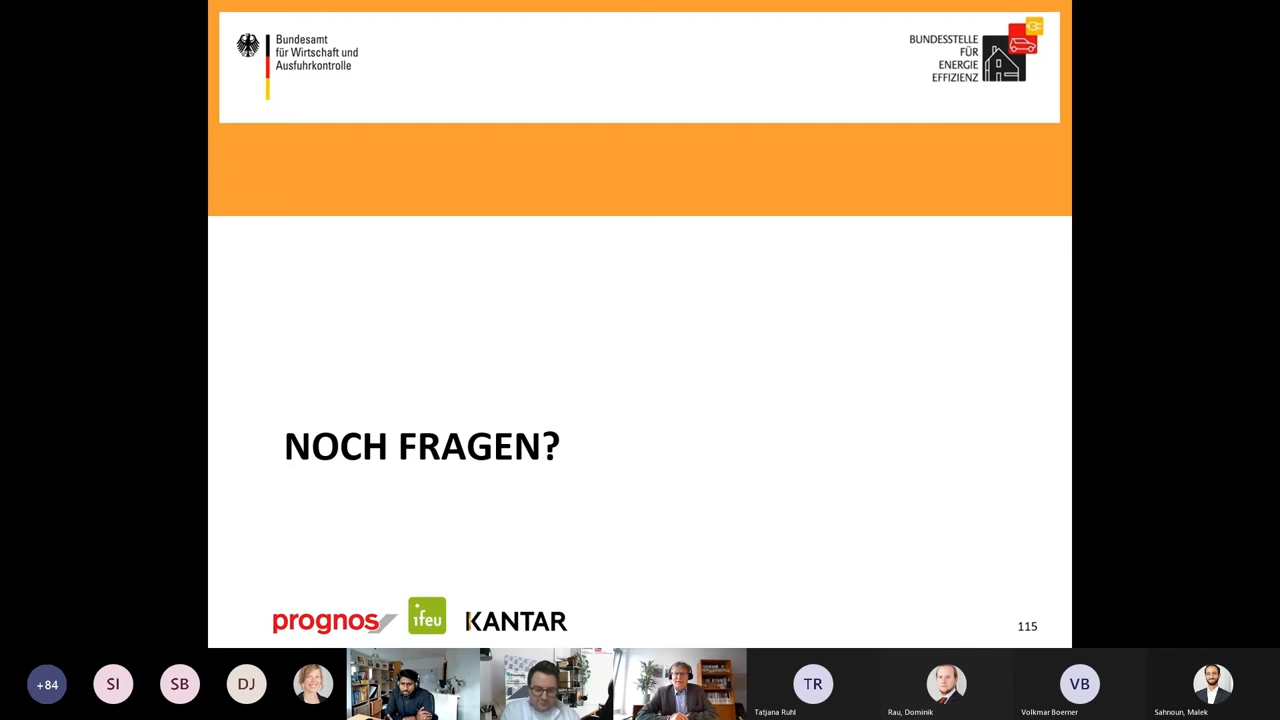 Bundesamt
für Wirtschaft und
Ausfuhrkontrolle
BUNDESSTELLE
FÜR
ENERGIE
EFFIZIENZ
NOCH FRAGEN?
prognos
ifeu
KANTAR
115
+84
SI
SB
DJ
TR
VB
Tatjana Ruhl
Rau, Dominik
Volkmar Boerner
Sahnoun, Malek